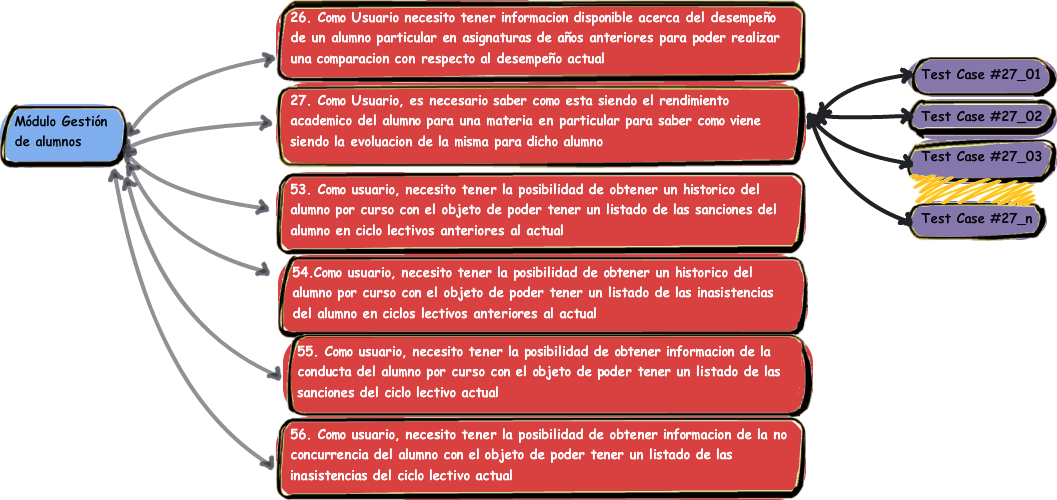 Módulo Gestión
de alumnos
26. Como Usuario necesito tener informacion disponible acerca del desempeño
de un alumno particular en asignaturas de años anteriores para poder realizar
una comparacion con respecto al desempeño actual
27. Como Usuario, es necesario saber como esta siendo el rendimiento
academico del alumno para una materia en particular para saber como viene
siendo la evoluacion de la misma para dicho alumno
53. Como usuario, necesito tener la posibilidad de obtener un historico del
alumno por curso con el objeto de poder tener un listado de las sanciones del
alumno en ciclo lectivos anteriores al actual
54.Como usuario, necesito tener la posibilidad de obtener un historico del
alumno por curso con el objeto de poder tener un listado de las inasistencias
del alumno en ciclos lectivos anteriores al actual
55. Como usuario, necesito tener la posibilidad de obtener informacion de la
conducta del alumno por curso con el objeto de poder tener un listado de las
sanciones del ciclo lectivo actual
56. Como usuario, necesito tener la posibilidad de obtener informacion de la no
concurrencia del alumno con el objeto de poder tener un listado de las
inasistencias del ciclo lectivo actual
Test Case #27_01
Test Case #27_02
Test Case #27_03
Test Case #27_n